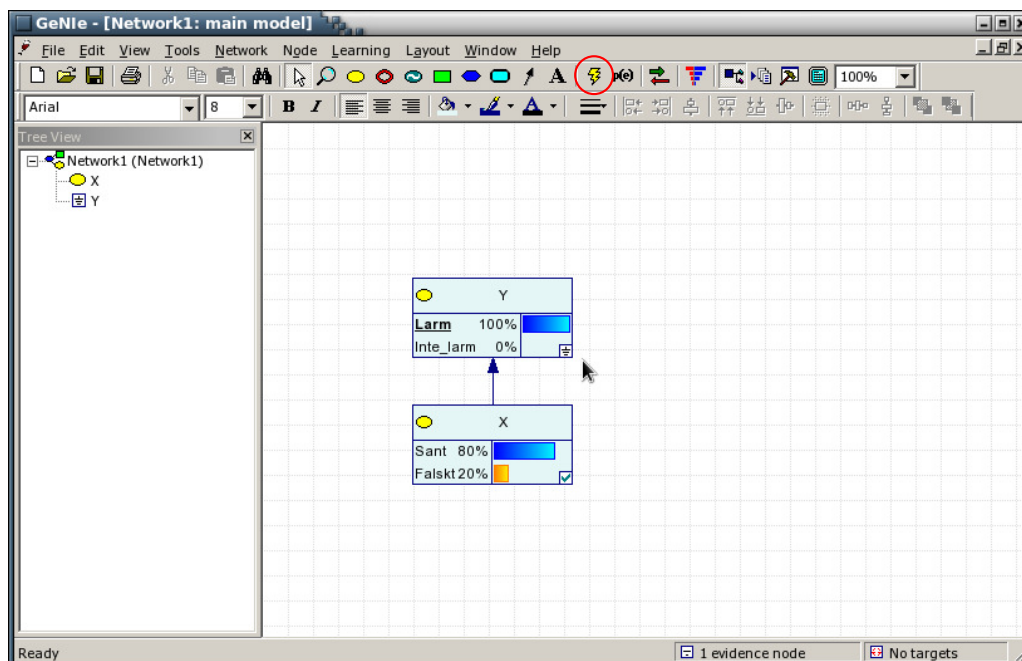 GeNIe - [Network1: main model]
File Edit View Tools Network Node Learning Layout Window Help
A p(e) 100%
Arial 8 B I A
Tree View
Network1 (Network1)
X
Y
Y
Larm 100%
Inte_larm 0%
X
Sant 80%
Falskt 20%
Ready 1 evidence node No targets